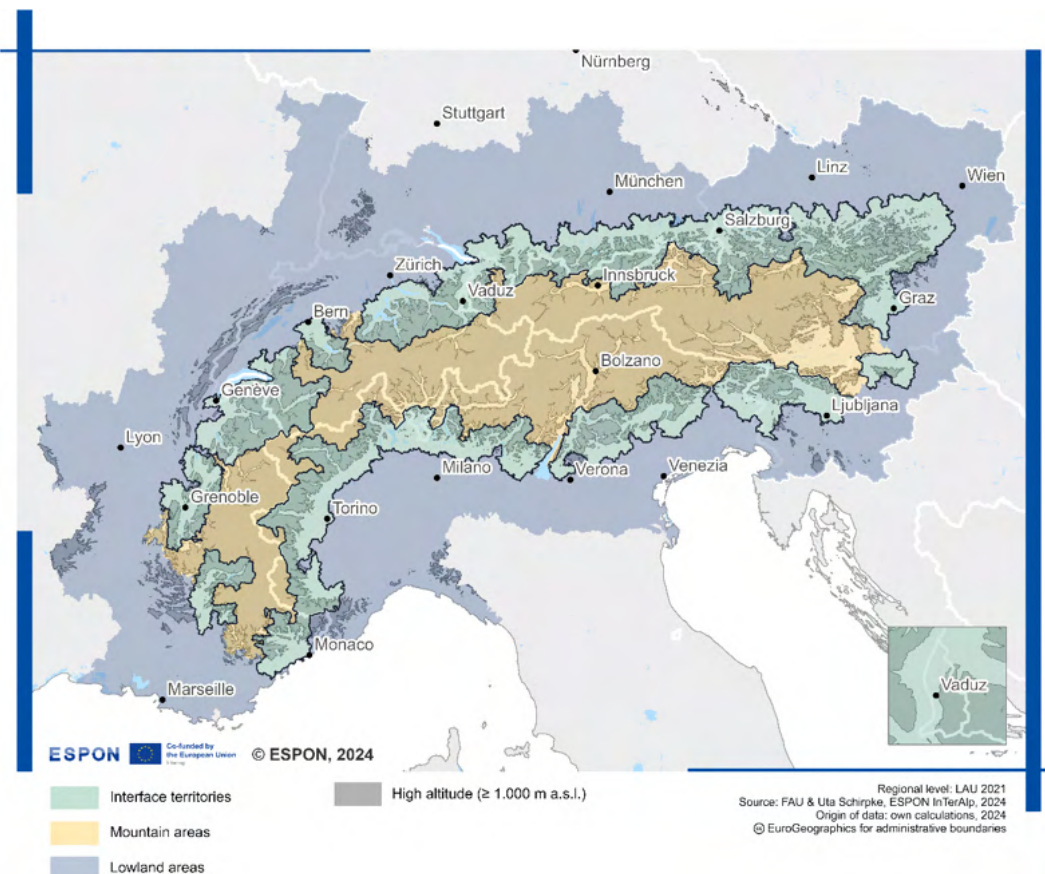 Nürnberg
Stuttgart
Linz
Wien
München
Salzburg
Zürich
Innsbruck
Vaduz
Graz
Bern
Bolzano
Genève
Ljubljana
Lyon
Milano
Verona
Venezia
Grenoble
Torino
Monaco
Vaduz
Marseille
ESPON
Co-funded by
the European Union
© ESPON, 2024
Interface territories
High altitude (≥ 1.000 m a.s.l.)
Mountain areas
Lowland areas
Regional level: LAU 2021
Source: FAU & Uta Schirpke, ESPON InTerAlp, 2024
Origin of data: own calculations, 2024
EuroGeographics for administrative boundaries